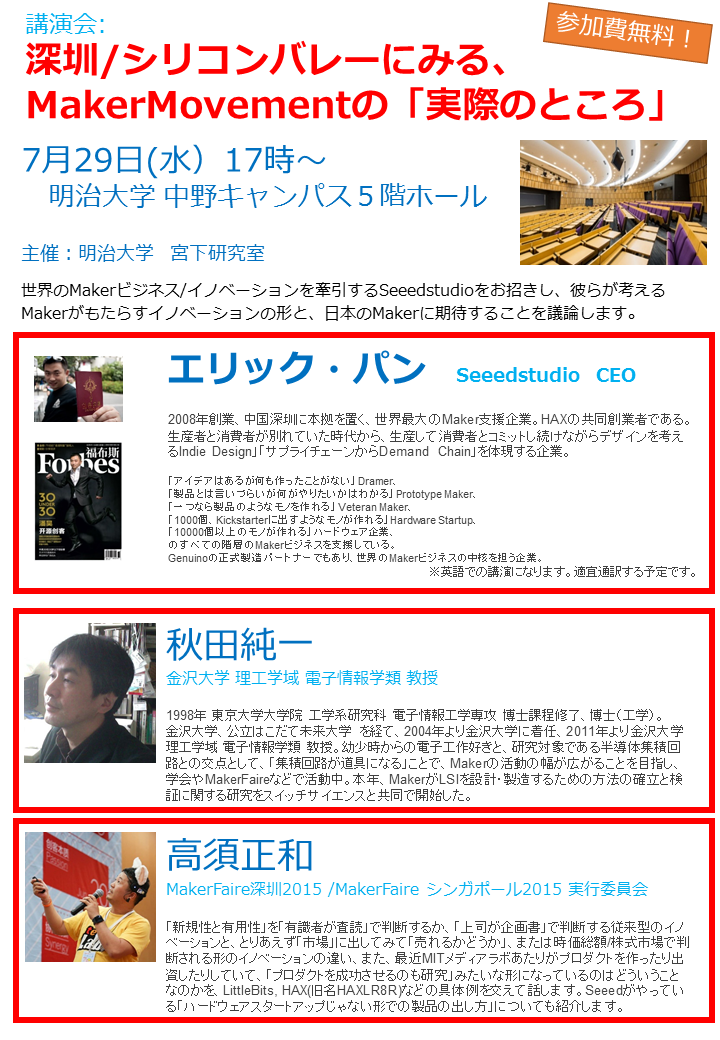 講演会:
参加費無料！
深圳/シリコンバレーにみる、
MakerMovementの「実際のところ」
7月29日(水）17時～
明治大学 中野キャンパス５階ホール
主催：明治大学　宮下研究室
世界のMakerビジネス/イノベーションを牽引するSeeedstudioをお招きし、彼らが考える
Makerがもたらすイノベーションの形と、日本のMakerに期待することを議論します。
エリック・パン　Seeedstudio　CEO
2008年創業、中国深圳に本拠を置く、世界最大のMaker支援企業。HAXの共同創業者である。
生産者と消費者が別れていた時代から、生産して消費者とコミットし続けながらデザインを考え
るIndie Design」「サプライチェーンからDemand Chain」を体現する企業。
「アイデアはあるが何も作ったことがない」 Dramer、
「製品とは言いづらいが何がやりたいかはわかる」 Prototype Maker、
「一つなら製品のようなモノを作れる」 Veteran Maker、
「1000個、Kickstarterに出すようなモノが作れる」 Hardware Startup、
「10000個以上のモノが作れる」 ハードウェア企業、
のすべての階層のMakerビジネスを支援している。
Genuinoの正式製造パートナーでもあり、世界のMakerビジネスの中核を担う企業。
※英語での講演になります。適宜通訳する予定です。
福布斯
Forbes
30
UNDER
30
开源创客
秋田純一
金沢大学 理工学域 電子情報学類 教授
1998年 東京大学大学院 工学系研究科 電子情報工学専攻 博士課程修了、博士（工学）。
金沢大学、公立はこだて未来大学 を経て、2004年より金沢大学に着任、2011年より金沢大学
理工学域 電子情報学類 教授。幼少時からの電子工作好きと、研究対象である半導体集積回
路との交点として、「集積回路が道具になる」ことで、Makerの活動の幅が広がることを目指し、
学会やMakerFaireなどで活動中。本年、MakerがLSIを設計・製造するための方法の確立と検
証に関する研究をスイッチサイエンスと共同で開始した。
高須正和
MakerFaire深圳2015 /MakerFaire シンガポール2015 実行委員会
「新規性と有用性」を「有識者が査読」で判断するか、「上司が企画書」で判断する従来型のイノ
ベーションと、とりあえず「市場」に出してみて「売れるかどうか」、または時価総額/株式市場で判
断される形のイノベーションの違い、また、最近MITメディアラボあたりがプロダクトを作ったり出
資したりしていて、「プロダクトを成功させるのも研究」みたいな形になっているのはどういうこと
なのかを、LittleBits, HAX(旧名HAXLR8R)などの具体例を交えて話します。Seeedがやってい
る「ハードウェアスタートアップじゃない形での製品の出し方」についても紹介します。
创客本质
Passion
Synergy